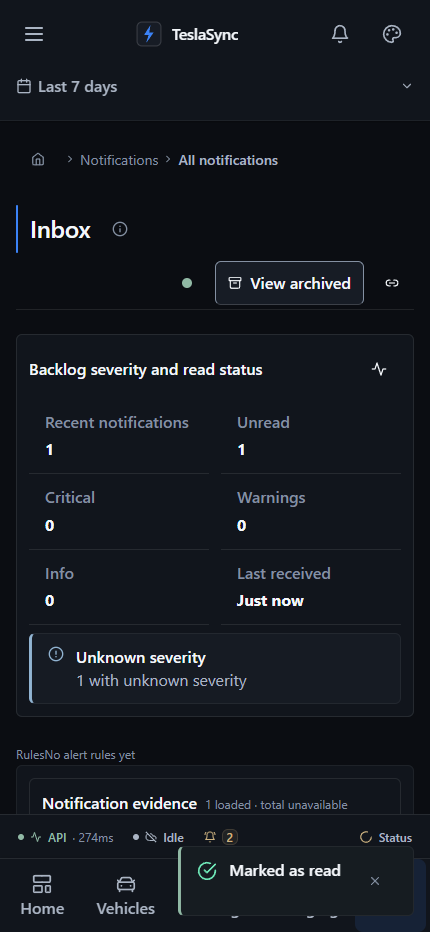 TeslaSync
Last 7 days
Notifications
All notifications
Inbox
View archived
Backlog severity and read status
Recent notifications
1
Unread
1
Critical
0
Warnings
0
Info
0
Last received
Just now
Unknown severity
1 with unknown severity
RulesNo alert rules yet
Notification evidence 1 loaded · total unavailable
API · 274ms
Idle
2
Status
Marked as read
Home
Vehicles